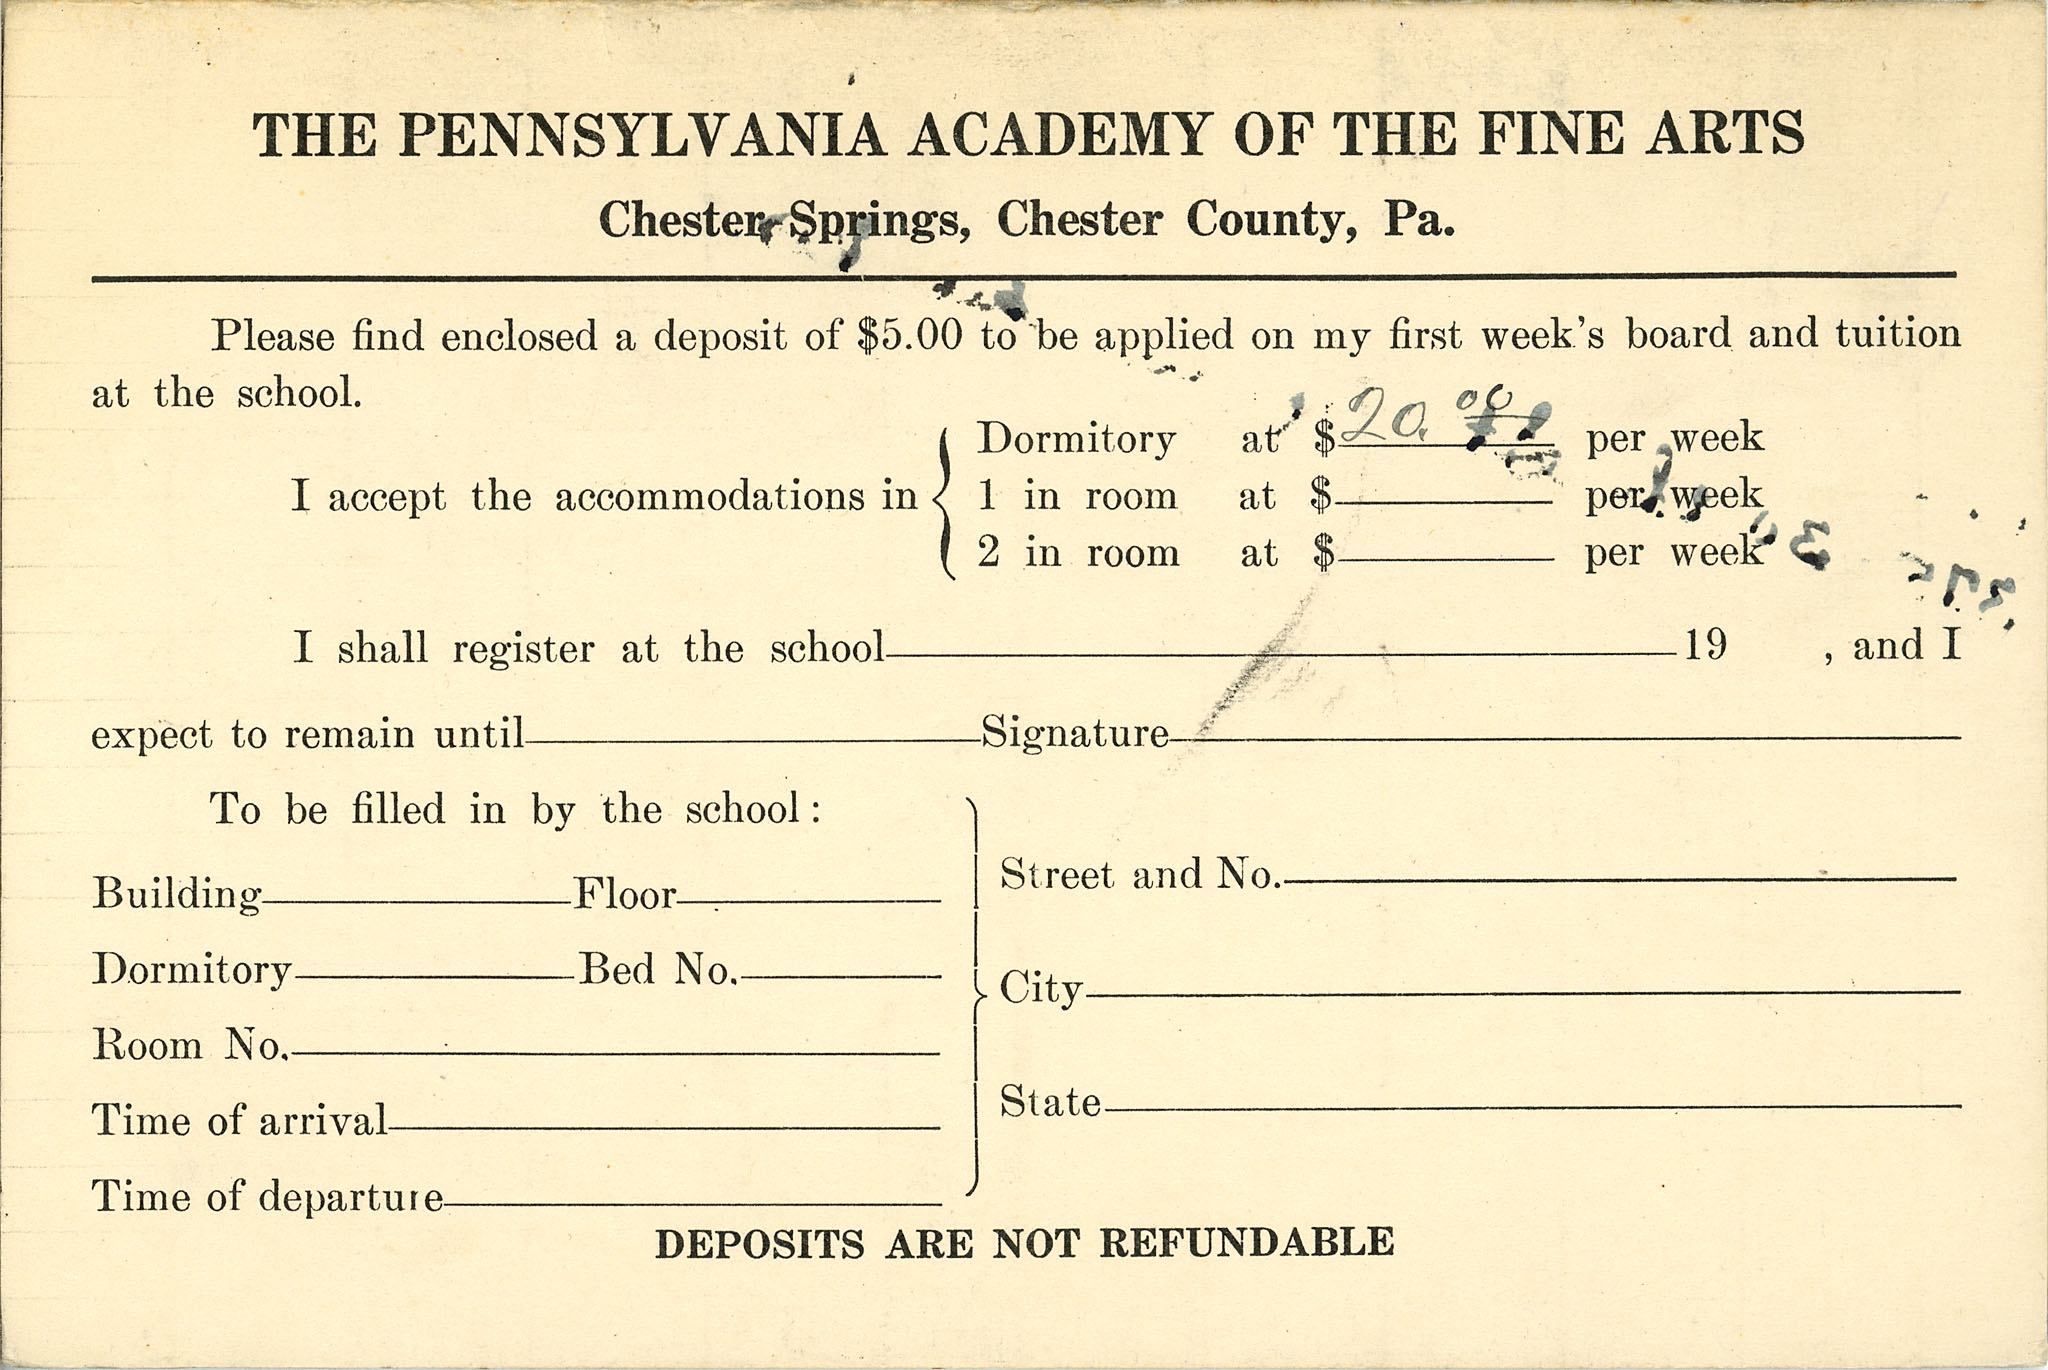 THE PENNSYLVANIA ACADEMY OF THE FINE ARTS
Chester Springs, Chester County, Pa.
Please find enclosed a deposit of $5.00 to be applied on my first week's board and tuition
at the school.
Dormitory at $20.00 per week
I accept the accommodations in { 1 in room at $ per week
2 in room at $ per week
I shall register at the school 19 , and I
expect to remain until Signature
To be filled in by the school:
Building Floor
Dormitory Bed No.
Room No.
Time of arrival
Time of departure
Street and No.
City
State
DEPOSITS ARE NOT REFUNDABLE